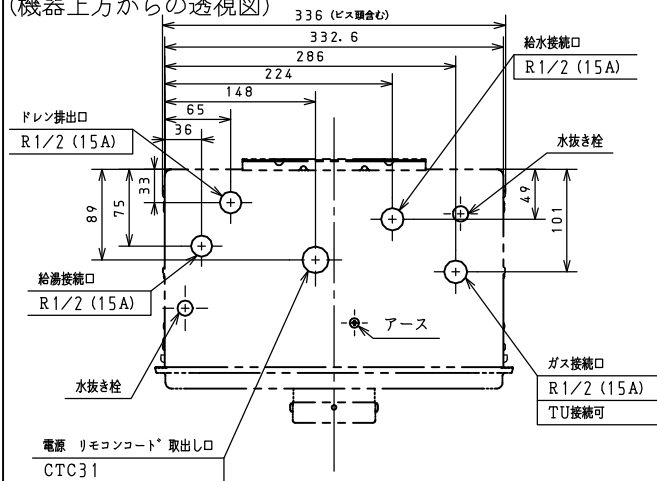 (機器上方からの透視図)
336 (ビス頭含む)
332.6
286
224
148
65
36
給水接続口
R1/2 (15A)
ドレン排出口
R1/2 (15A)
水抜き栓
33
75
89
49
101
給湯接続口
R1/2 (15A)
アース
水抜き栓
ガス接続口
R1/2 (15A)
TU接続可
電源 リモコンコード取出し口
CTC31